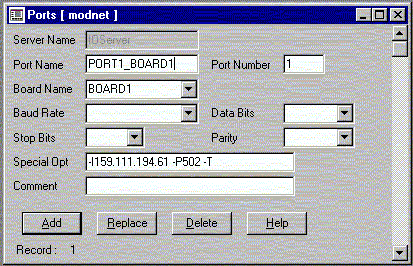 Ports [ modnet ]
Server Name IOServer
Port Name PORT1_BOARD1 Port Number 1
Board Name BOARD1
Baud Rate Data Bits
Stop Bits Parity
Special Opt -I159.111.194.61 -P502 -T
Comment
Add Replace Delete Help
Record : 1